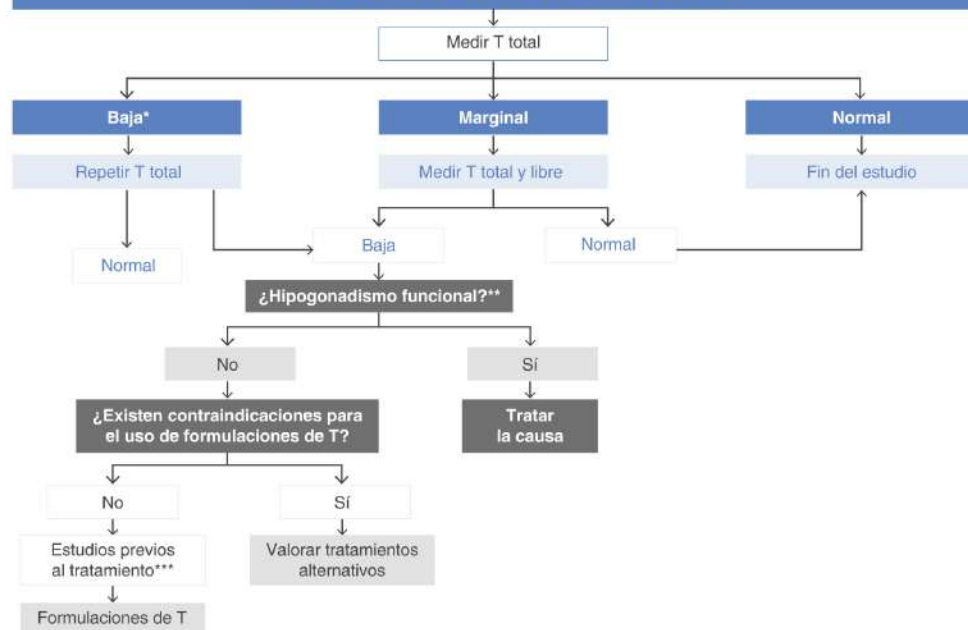 Medir T total
Baja*
Marginal
Normal
Repetir T total
Medir T total y libre
Fin del estudio
Normal
Baja
Normal
¿Hipogonadismo funcional?**
No
Sí
¿Existen contraindicaciones para
el uso de formulaciones de T?
Tratar
la causa
No
Sí
Estudios previos
al tratamiento***
Valorar tratamientos
alternativos
Formulaciones de T